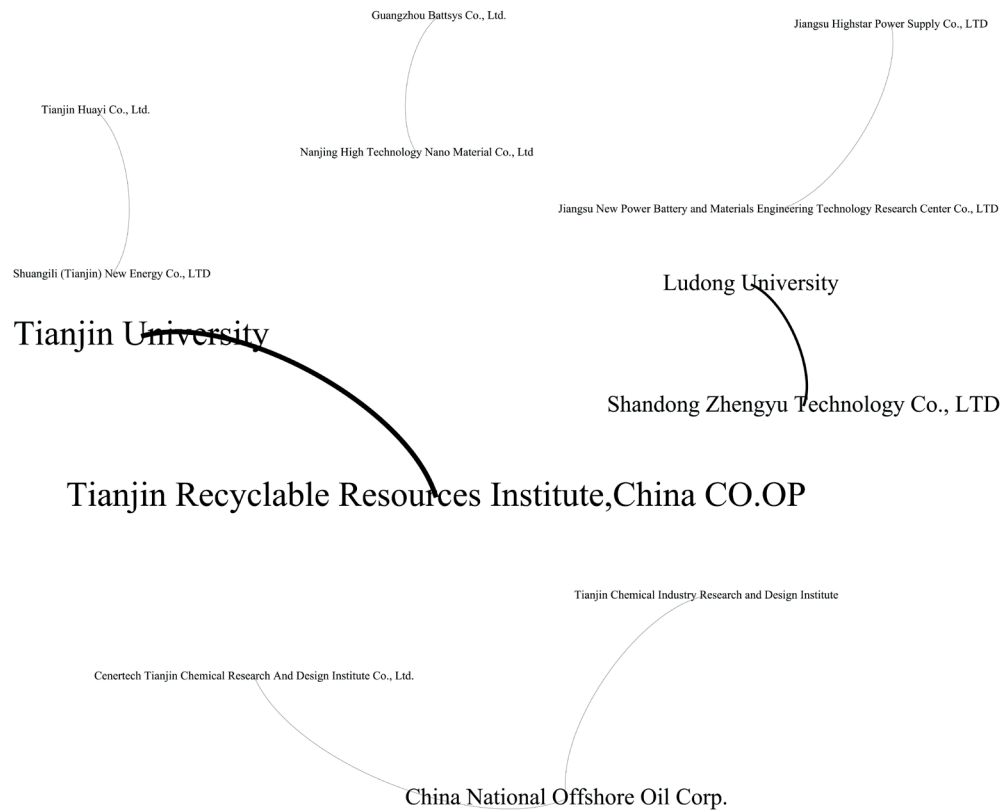 Guangzhou Battsys Co., Ltd.
Jiangsu Highstar Power Supply Co., LTD
Tianjin Huayi Co., Ltd.
Nanjing High Technology Nano Material Co., Ltd
Jiangsu New Power Battery and Materials Engineering Technology Research Center Co., LTD
Shuangili (Tianjin) New Energy Co., LTD
Ludong University
Tianjin University
Shandong Zhengyu Technology Co., LTD
Tianjin Recyclable Resources Institute,China CO.OP
Tianjin Chemical Industry Research and Design Institute
Cenertech Tianjin Chemical Research And Design Institute Co., Ltd.
China National Offshore Oil Corp.